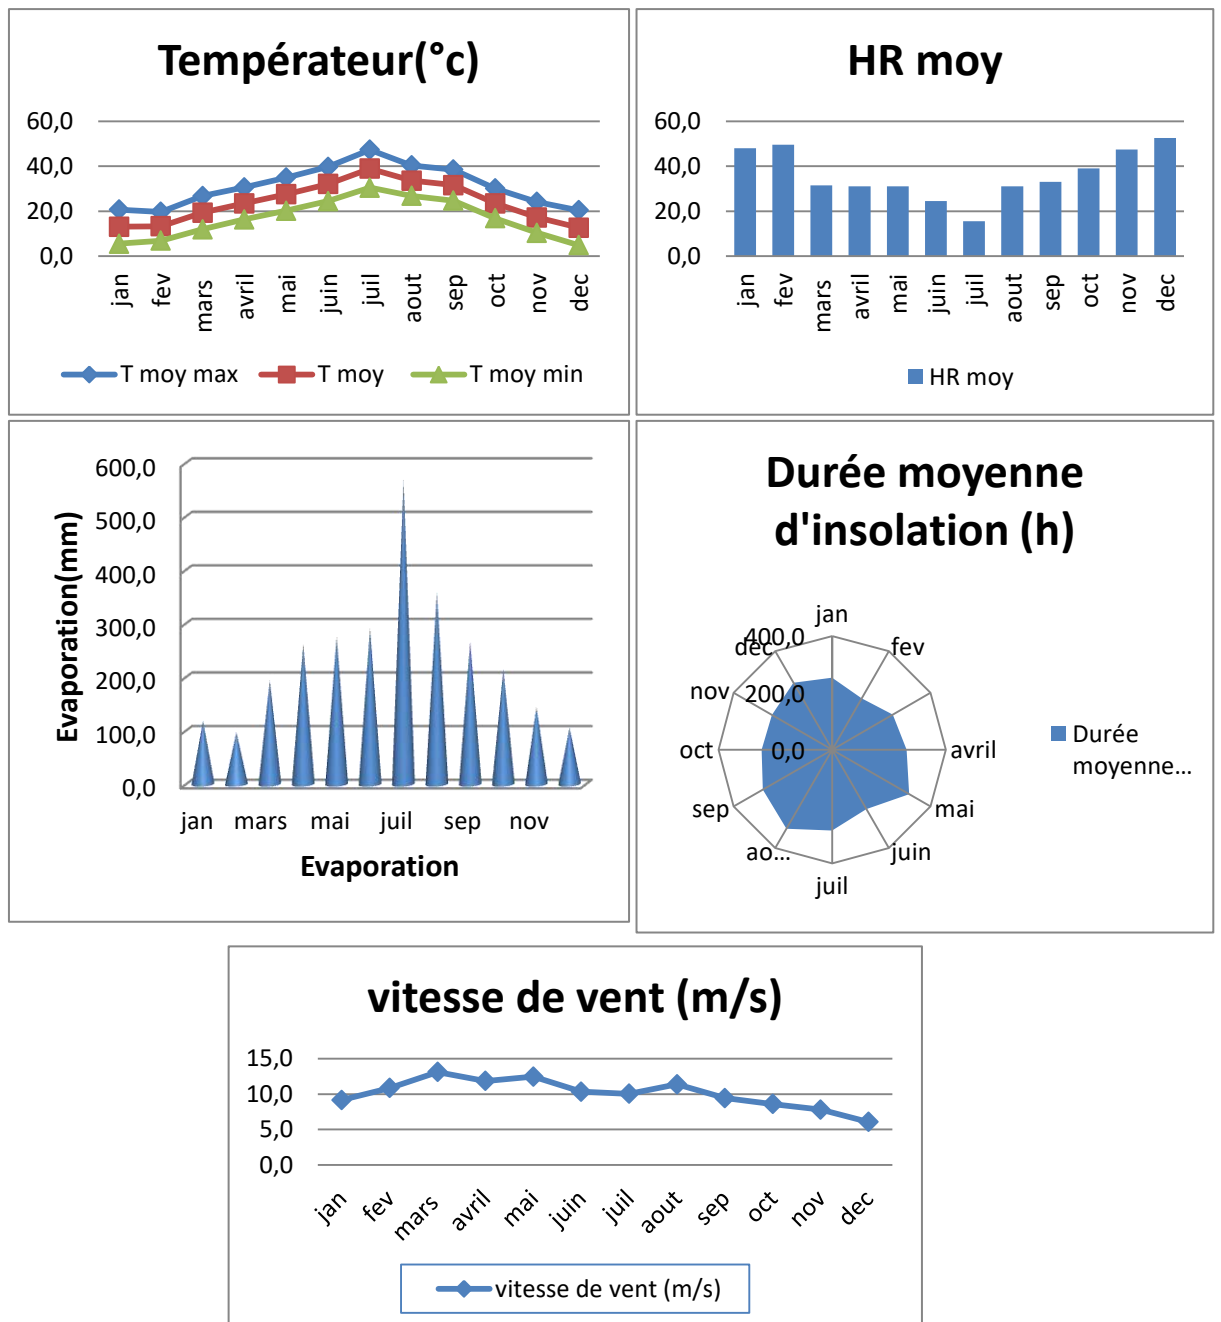 Températeur(°c)
60,0
40,0
20,0
0,0
jan
fev
mars
avril
mai
juin
juil
aout
sep
oct
nov
dec
T moy max
T moy
T moy min
HR moy
60,0
40,0
20,0
0,0
jan
fev
mars
avril
mai
juin
juil
aout
sep
oct
nov
dec
HR moy
Evaporation(mm)
600,0
500,0
400,0
300,0
200,0
100,0
0,0
jan mars mai juil sep nov
Evaporation
Durée moyenne
d'insolation (h)
jan
fev
avril
mai
juin
juil
ao...
sep
oct
nov
dec
400,0
200,0
0,0
Durée
moyenne...
vitesse de vent (m/s)
15,0
10,0
5,0
0,0
jan
fev
mars
avril
mai
juin
juil
aout
sep
oct
nov
dec
vitesse de vent (m/s)